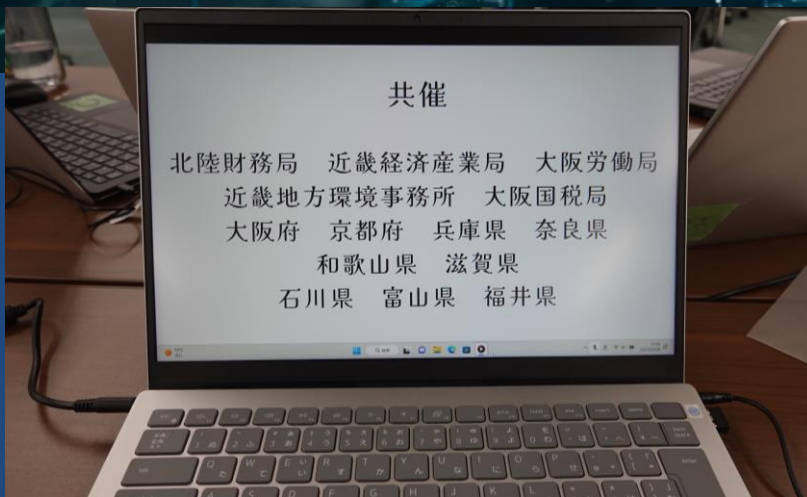 共催
北陸財務局 近畿経済産業局 大阪労働局
近畿地方環境事務所 大阪国税局
大阪府 京都府 兵庫県 奈良県
和歌山県 滋賀県
石川県 富山県 福井県